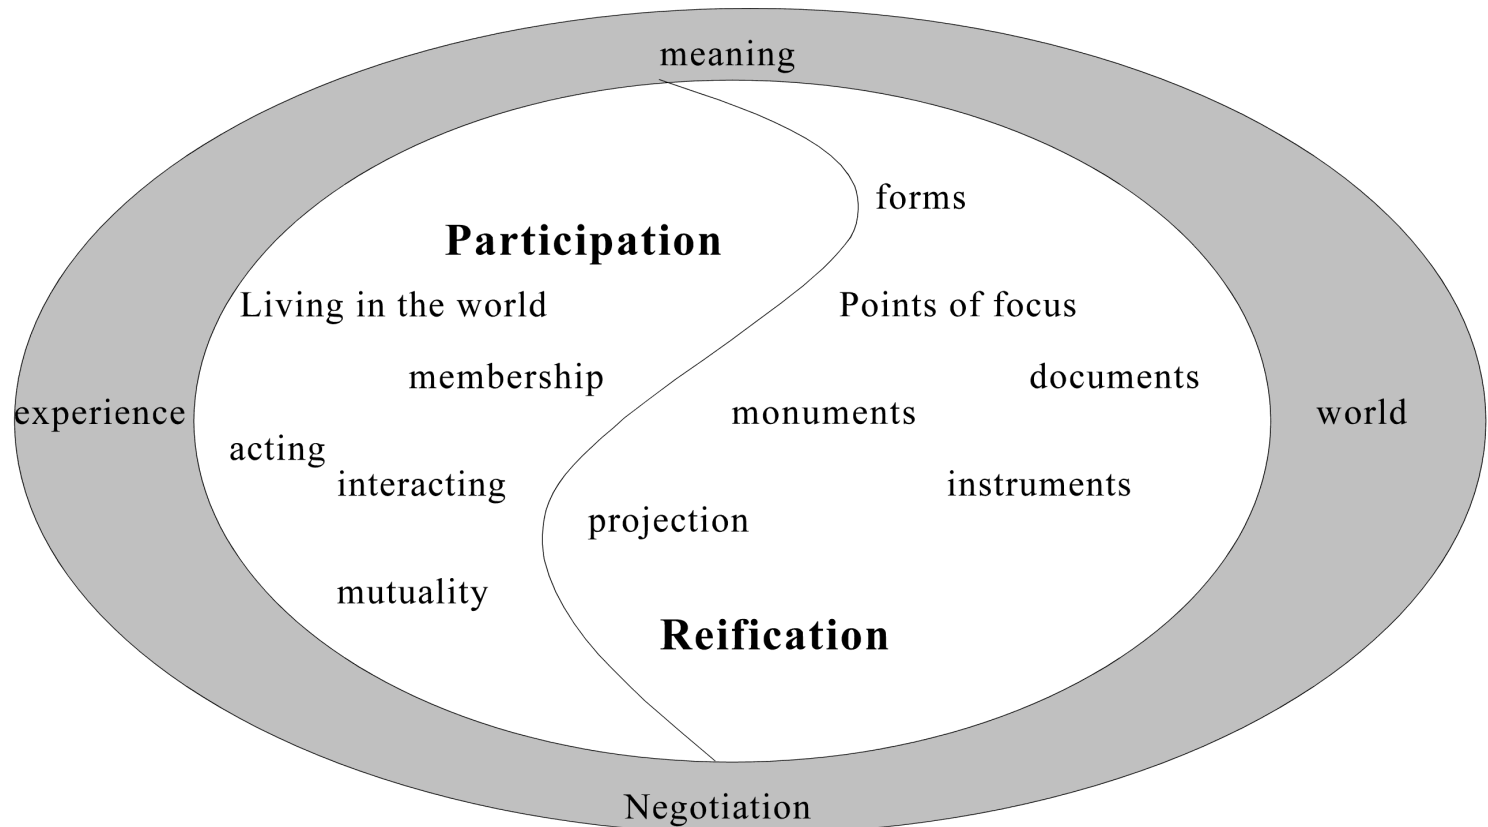 meaning
forms
Participation
Living in the world
Points of focus
membership
documents
experience
monuments
world
acting
interacting
instruments
projection
mutuality
Reification
Negotiation